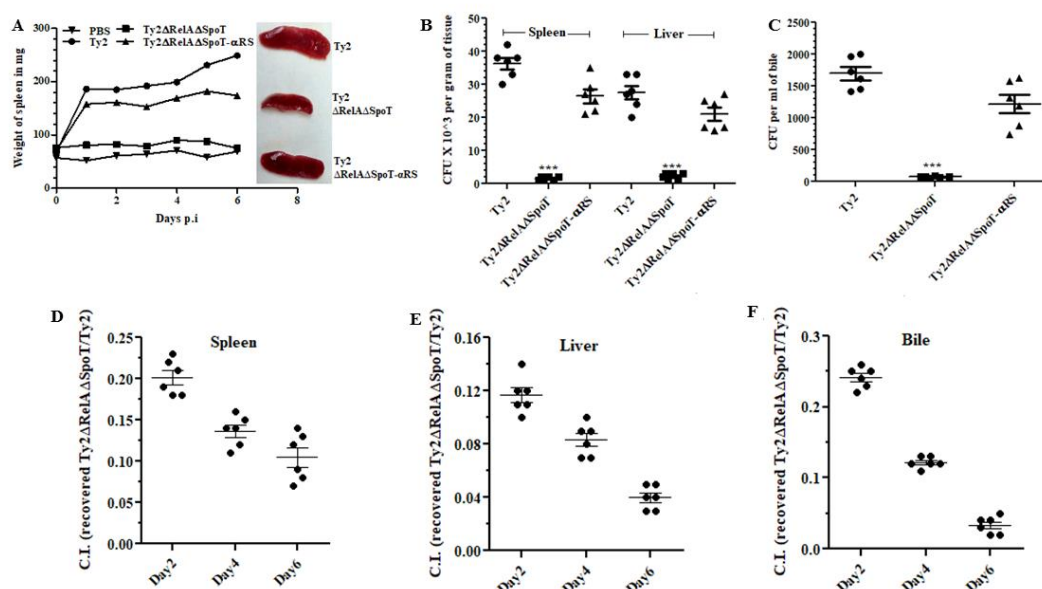 A
PBS
Ty2
Ty2ΔRelAΔSpoT
Ty2ΔRelAΔSpoT-αRS
Weight of spleen in mg
300
200
100
0
0 2 4 6 8
Days p.i
Ty2
Ty2
ΔRelAΔSpoT
Ty2
ΔRelAΔSpoT-αRS
B
Spleen
Liver
CFU X 10^3 per gram of tissue
50
40
30
20
10
0
***
***
Ty2
Ty2ΔRelAΔSpoT
Ty2ΔRelAΔSpoT-αRS
Ty2
Ty2ΔRelAΔSpoT
Ty2ΔRelAΔSpoT-αRS
C
CFU per ml of bile
2500
2000
1500
1000
500
0
***
Ty2
Ty2ΔRelAΔSpoT
Ty2ΔRelAΔSpoT-αRS
D
Spleen
C.I. (recovered Ty2ΔRelAΔSpoT/Ty2)
0.25
0.20
0.15
0.10
0.05
0.00
Day2
Day4
Day6
E
Liver
C.I. (recovered Ty2ΔRelAΔSpoT/Ty2)
0.16
0.12
0.08
0.04
0.00
Day2
Day4
Day6
F
Bile
C.I. (recovered Ty2ΔRelAΔSpoT/Ty2)
0.3
0.2
0.1
0.0
Day2
Day4
Day6